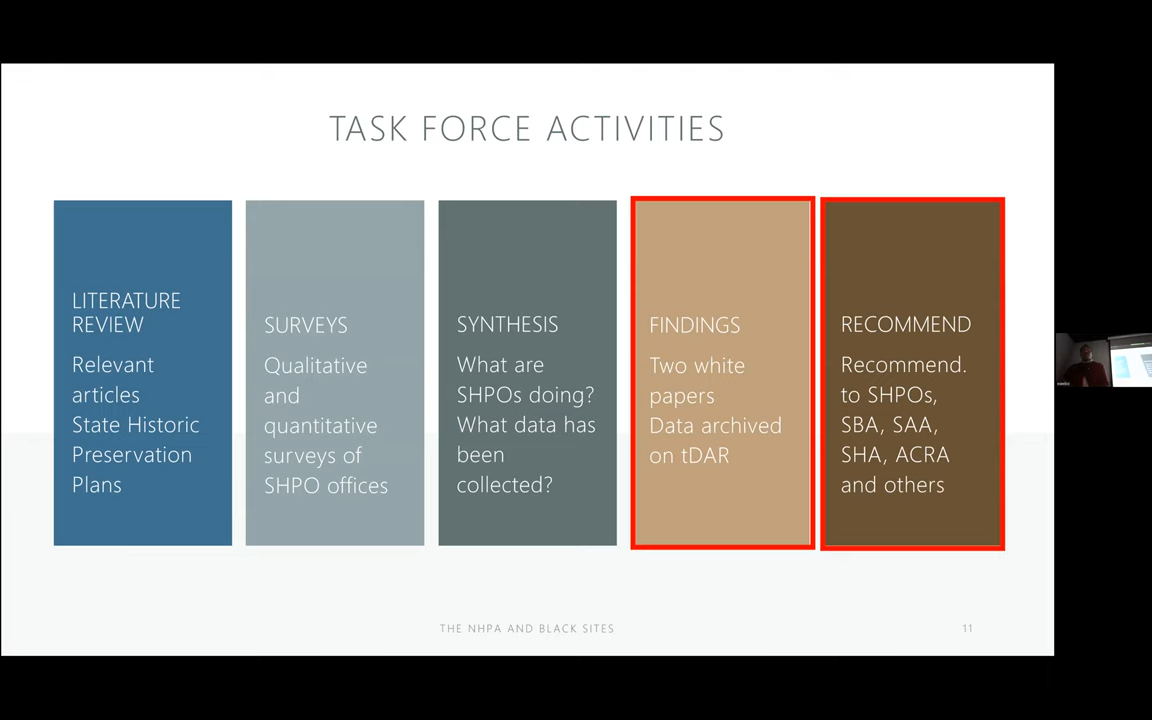 TASK FORCE ACTIVITIES
LITERATURE
REVIEW
Relevant
articles
State Historic
Preservation
Plans
SURVEYS
Qualitative
and
quantitative
surveys of
SHPO offices
SYNTHESIS
What are
SHPOs doing?
What data has
been
collected?
FINDINGS
Two white
papers
Data archived
on tDAR
RECOMMEND
Recommend.
to SHPOs,
SBA, SAA,
SHA, ACRA
and others
THE NHPA AND BLACK SITES
11